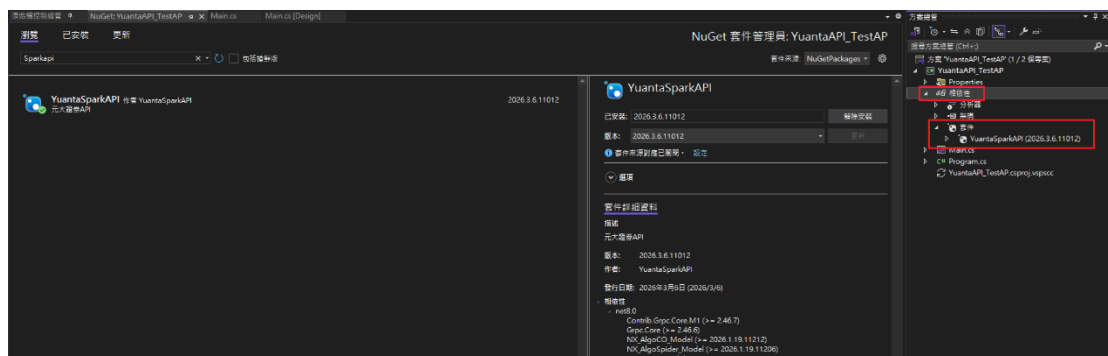 NuGet: YuantaAPI_TestAP
Main.cs
Main.cs [Design]
瀏覽 已安裝 更新
NuGet 套件管理員: YuantaAPI_TestAP
Sparkapi
包括搶鮮版
套件來源: NuGetPackages
YuantaSparkAPI 作者 YuantaSparkAPI
2026.3.6.11012
元大證券API
YuantaSparkAPI
已安裝: 2026.3.6.11012 解除安裝
版本: 2026.3.6.11012 更新
套件來源對應已關閉。 設定
選項
套件詳細資料
描述
元大證券API
版本: 2026.3.6.11012
作者: YuantaSparkAPI
發行日期: 2026年3月6日 (2026/3/6)
相依性
net8.0
Contrib.Grpc.Core.M1 (>= 2.46.7)
Grpc.Core (>= 2.46.6)
NX_AlgoCO_Model (>= 2026.1.19.11212)
NX_AlgoSpider_Model (>= 2026.1.19.11206)
方案總管
搜尋方案總管 (Ctrl+;)
方案 'YuantaAPI_TestAP' (1 / 2 個專案)
YuantaAPI_TestAP
Properties
相依性
分析器
架構
套件
YuantaSparkAPI (2026.3.6.11012)
Main.cs
Program.cs
YuantaAPI_TestAP.csproj.vspscc